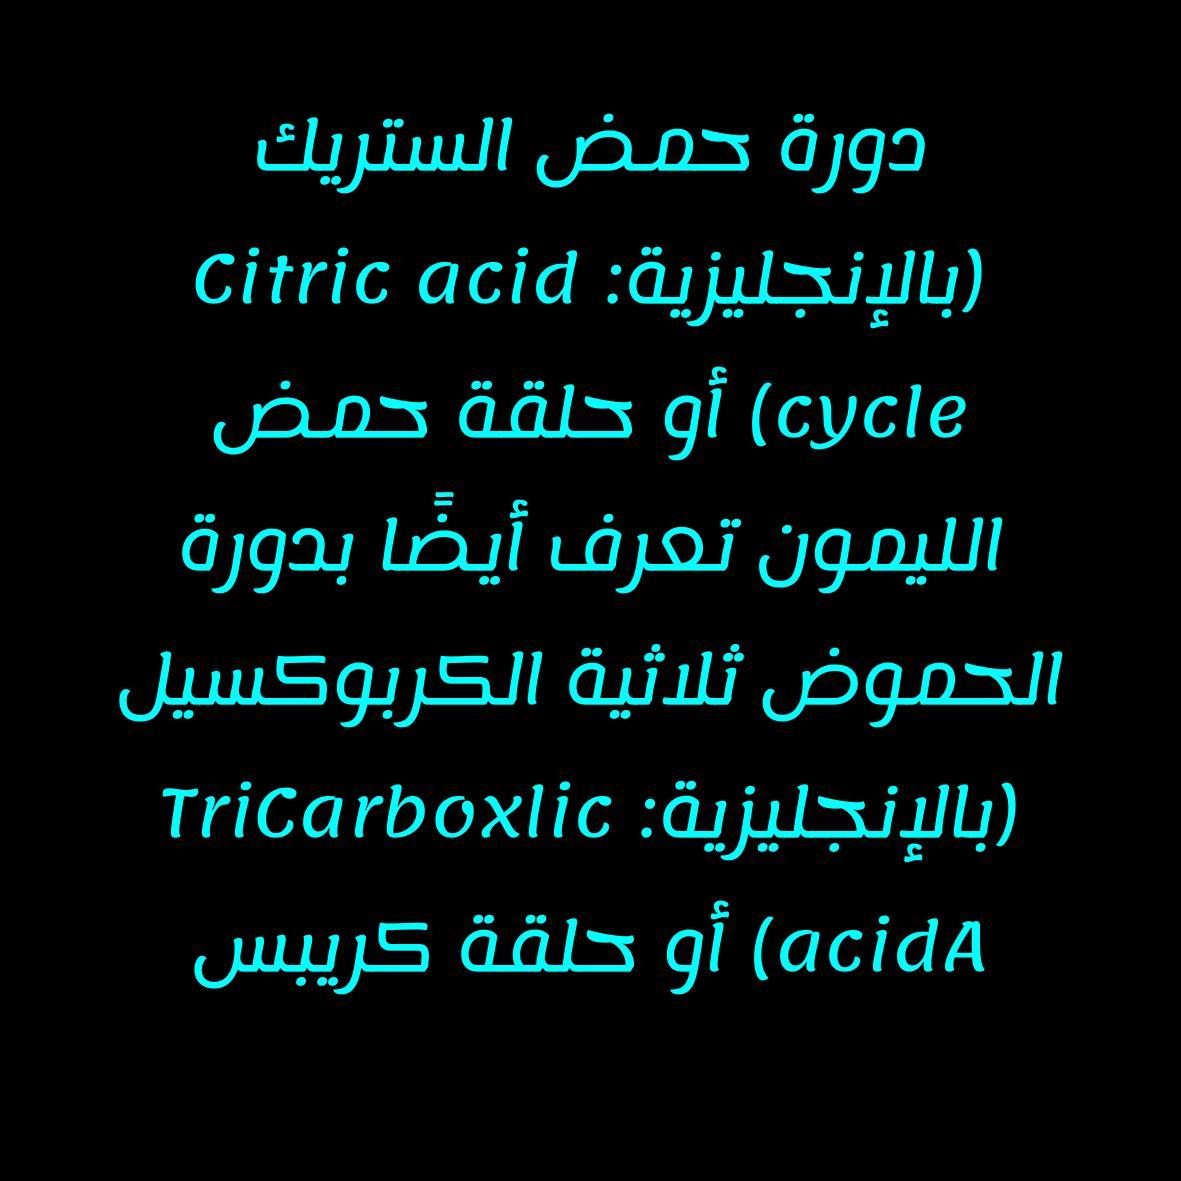 دورة حمض الستريك
(بالإنجليزية: Citric acid
cycle) أو حلقة حمض
الليمون تعرف أيضًا بدورة
الحموض ثلاثية الكربوكسيل
(بالإنجليزية: TriCarboxlic
acidA) أو حلقة كريبس